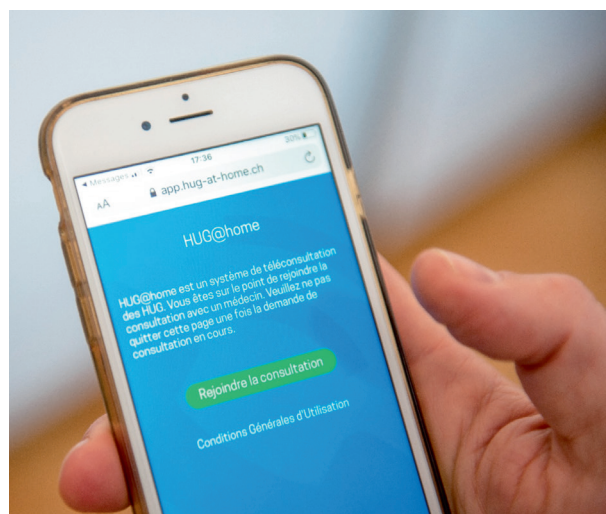 Messages 17:36 30%
AA app.hug-at-home.ch
HUG@home
HUG@home est un système de téléconsultation
des HUG. Vous êtes sur le point de rejoindre la
consultation avec un médecin. Veuillez ne pas
quitter cette page une fois la demande de
consultation en cours.
Rejoindre la consultation
Conditions Générales d'Utilisation